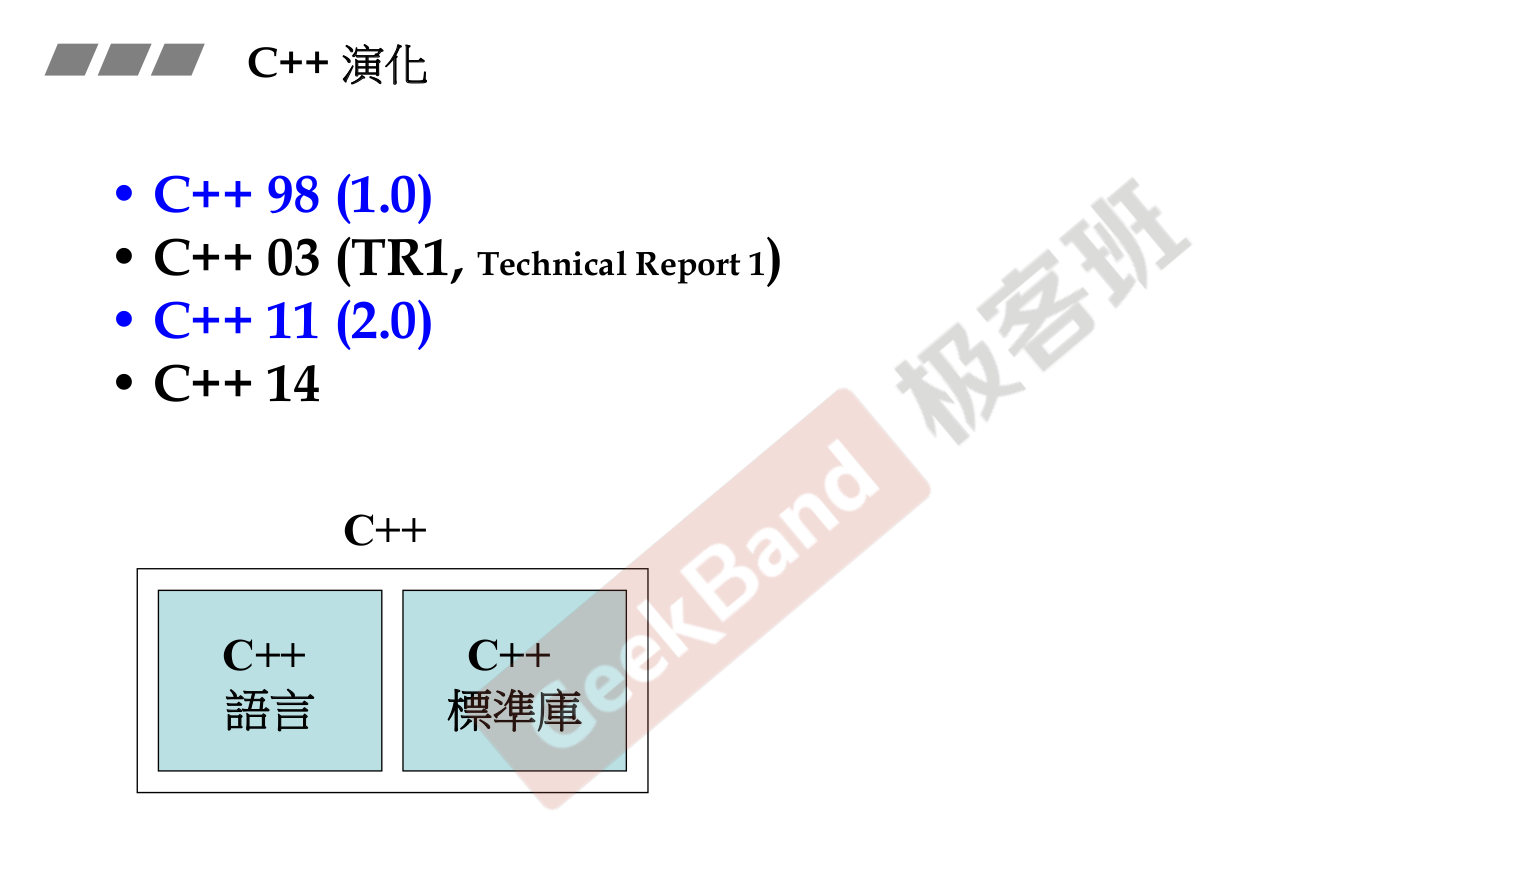 C++ 演化
• C++ 98 (1.0)
• C++ 03 (TR1, Technical Report 1)
• C++ 11 (2.0)
• C++ 14
C++
C++
語言
C++
標準庫
GeekBand 极客班